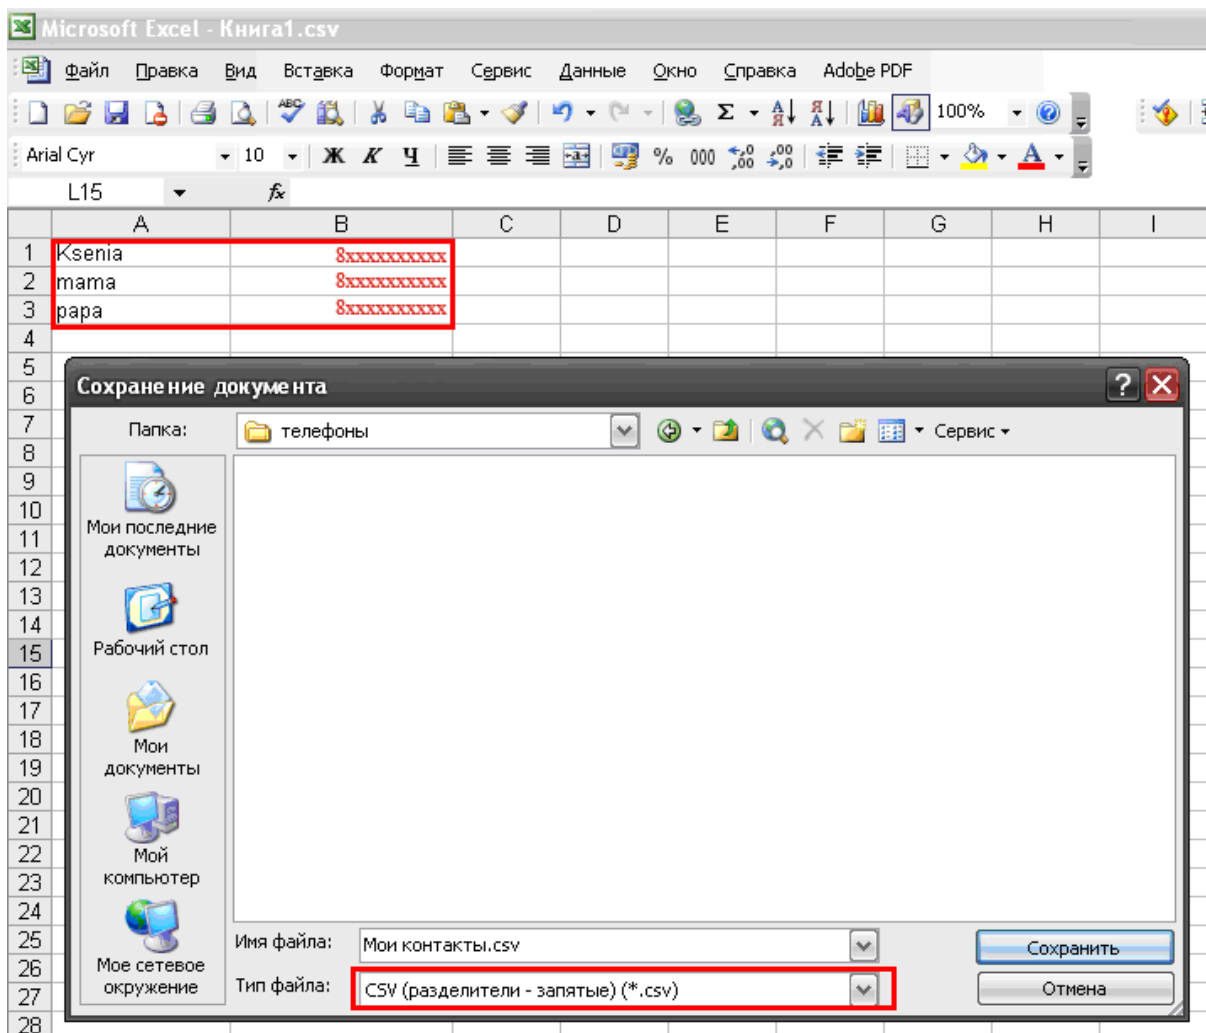 Microsoft Excel - Книга1.csv
Файл Правка Вид Вставка Формат Сервис Данные Окно Справка Adobe PDF
100%
Arial Cyr 10 Ж К Ч % 000
L15 fx
A B C D E F G H I
1 Ksenia 8xxxxxxxxxx
2 mama 8xxxxxxxxxx
3 papa 8xxxxxxxxxx
4
5
6
7
8
9
10
11
12
13
14
15
16
17
18
19
20
21
22
23
24
25
26
27
28
Сохранение документа
Папка: телефоны Сервис
Мои последние
документы
Рабочий стол
Мои
документы
Мой
компьютер
Мое сетевое
окружение
Имя файла: Мои контакты.csv Сохранить
Тип файла: CSV (разделители - запятые) (*.csv) Отмена